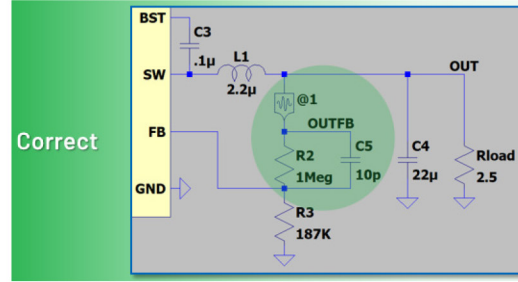 Correct
BST
C3
.1µ
SW
L1
2.2µ
OUT
@1
FB
OUTFB
R2
1Meg
C5
10p
C4
22µ
Rload
2.5
GND
R3
187K